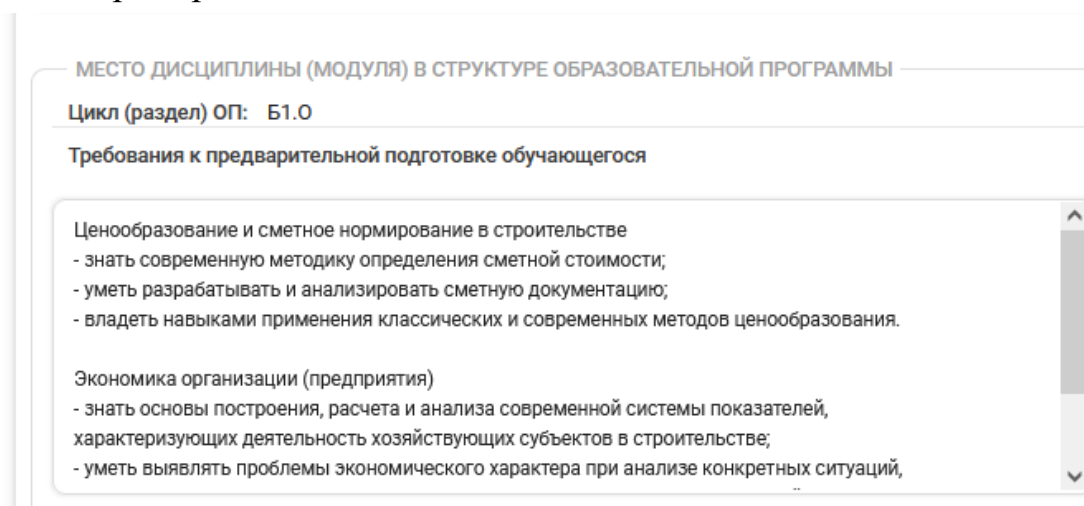 МЕСТО ДИСЦИПЛИНЫ (МОДУЛЯ) В СТРУКТУРЕ ОБРАЗОВАТЕЛЬНОЙ ПРОГРАММЫ
Цикл (раздел) ОП: Б1.О
Требования к предварительной подготовке обучающегося
Ценообразование и сметное нормирование в строительстве
- знать современную методику определения сметной стоимости;
- уметь разрабатывать и анализировать сметную документацию;
- владеть навыками применения классических и современных методов ценообразования.
Экономика организации (предприятия)
- знать основы построения, расчета и анализа современной системы показателей,
характеризующих деятельность хозяйствующих субъектов в строительстве;
- уметь выявлять проблемы экономического характера при анализе конкретных ситуаций,